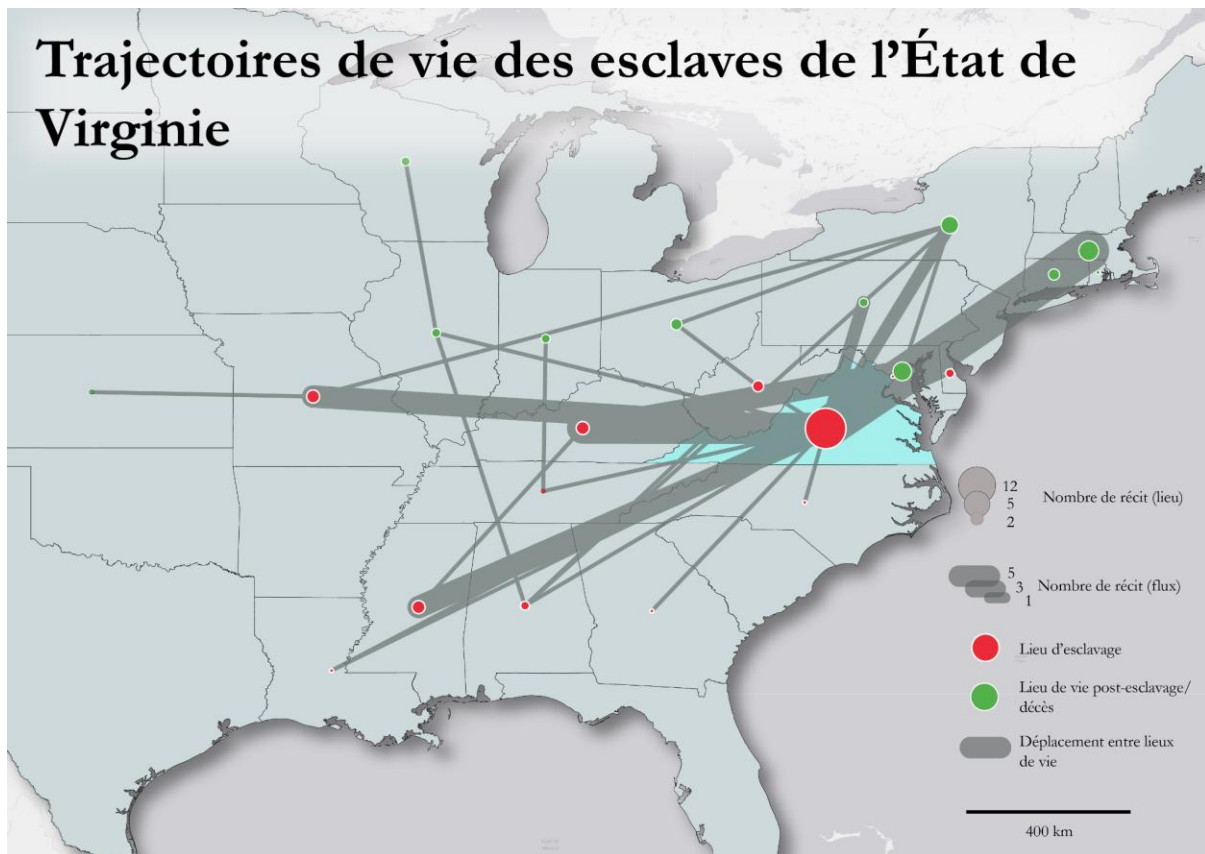 Trajectoires de vie des esclaves de l'État de
Virginie
12
5
2
Nombre de récit (lieu)
5
3
1
Nombre de récit (flux)
Lieu d'esclavage
Lieu de vie post-esclavage/
décès
Déplacement entre lieux
de vie
400 km